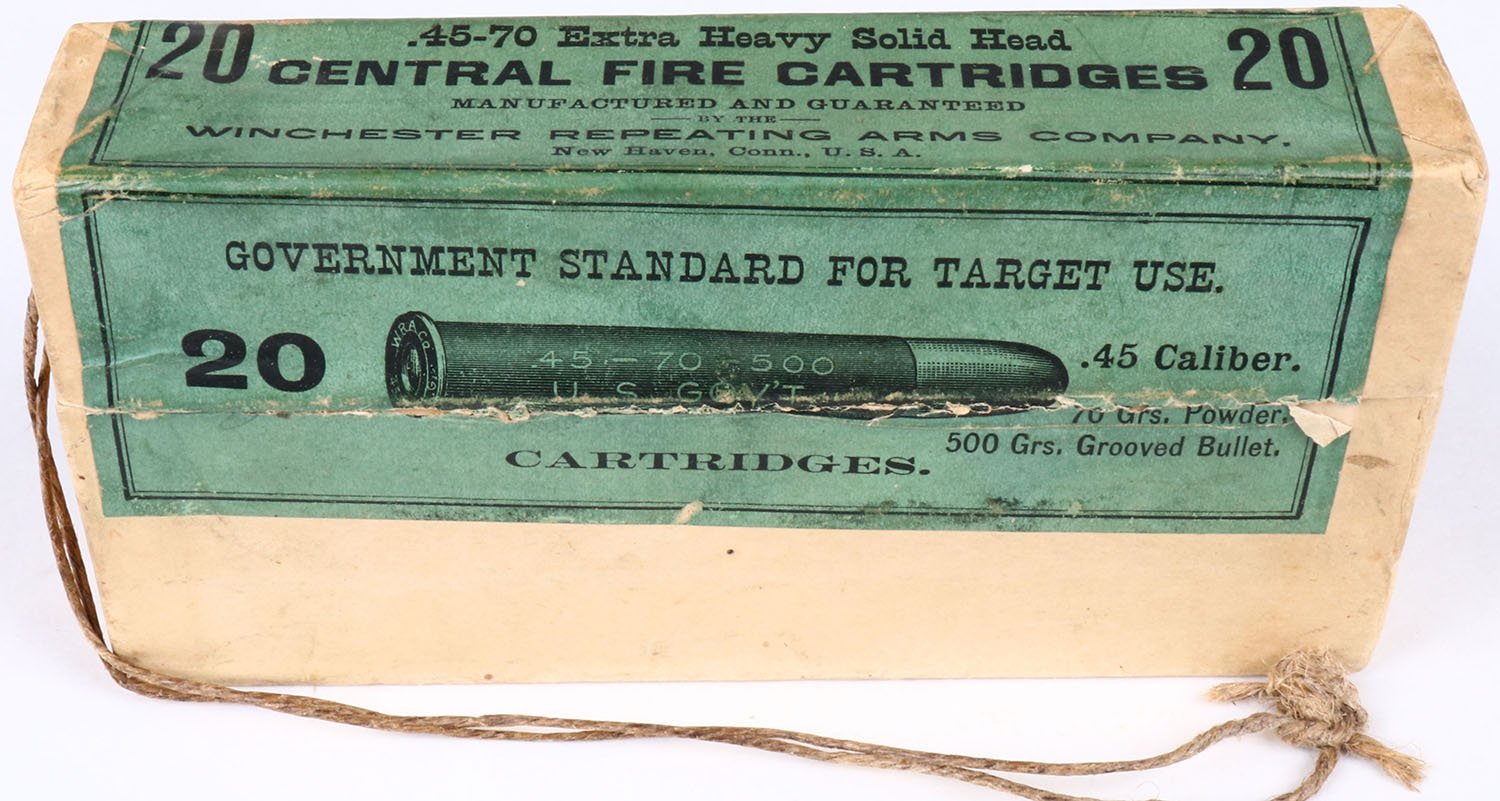 20 .45-70 Extra Heavy Solid Head 20
CENTRAL FIRE CARTRIDGES
MANUFACTURED AND GUARANTEED
BY THE
WINCHESTER REPEATING ARMS COMPANY,
New Haven, Conn., U. S. A.
GOVERNMENT STANDARD FOR TARGET USE.
20
W.R.A.Co.
.45-70-500
U. S. GOV'T
.45 Caliber.
70 Grs. Powder.
500 Grs. Grooved Bullet.
CARTRIDGES.